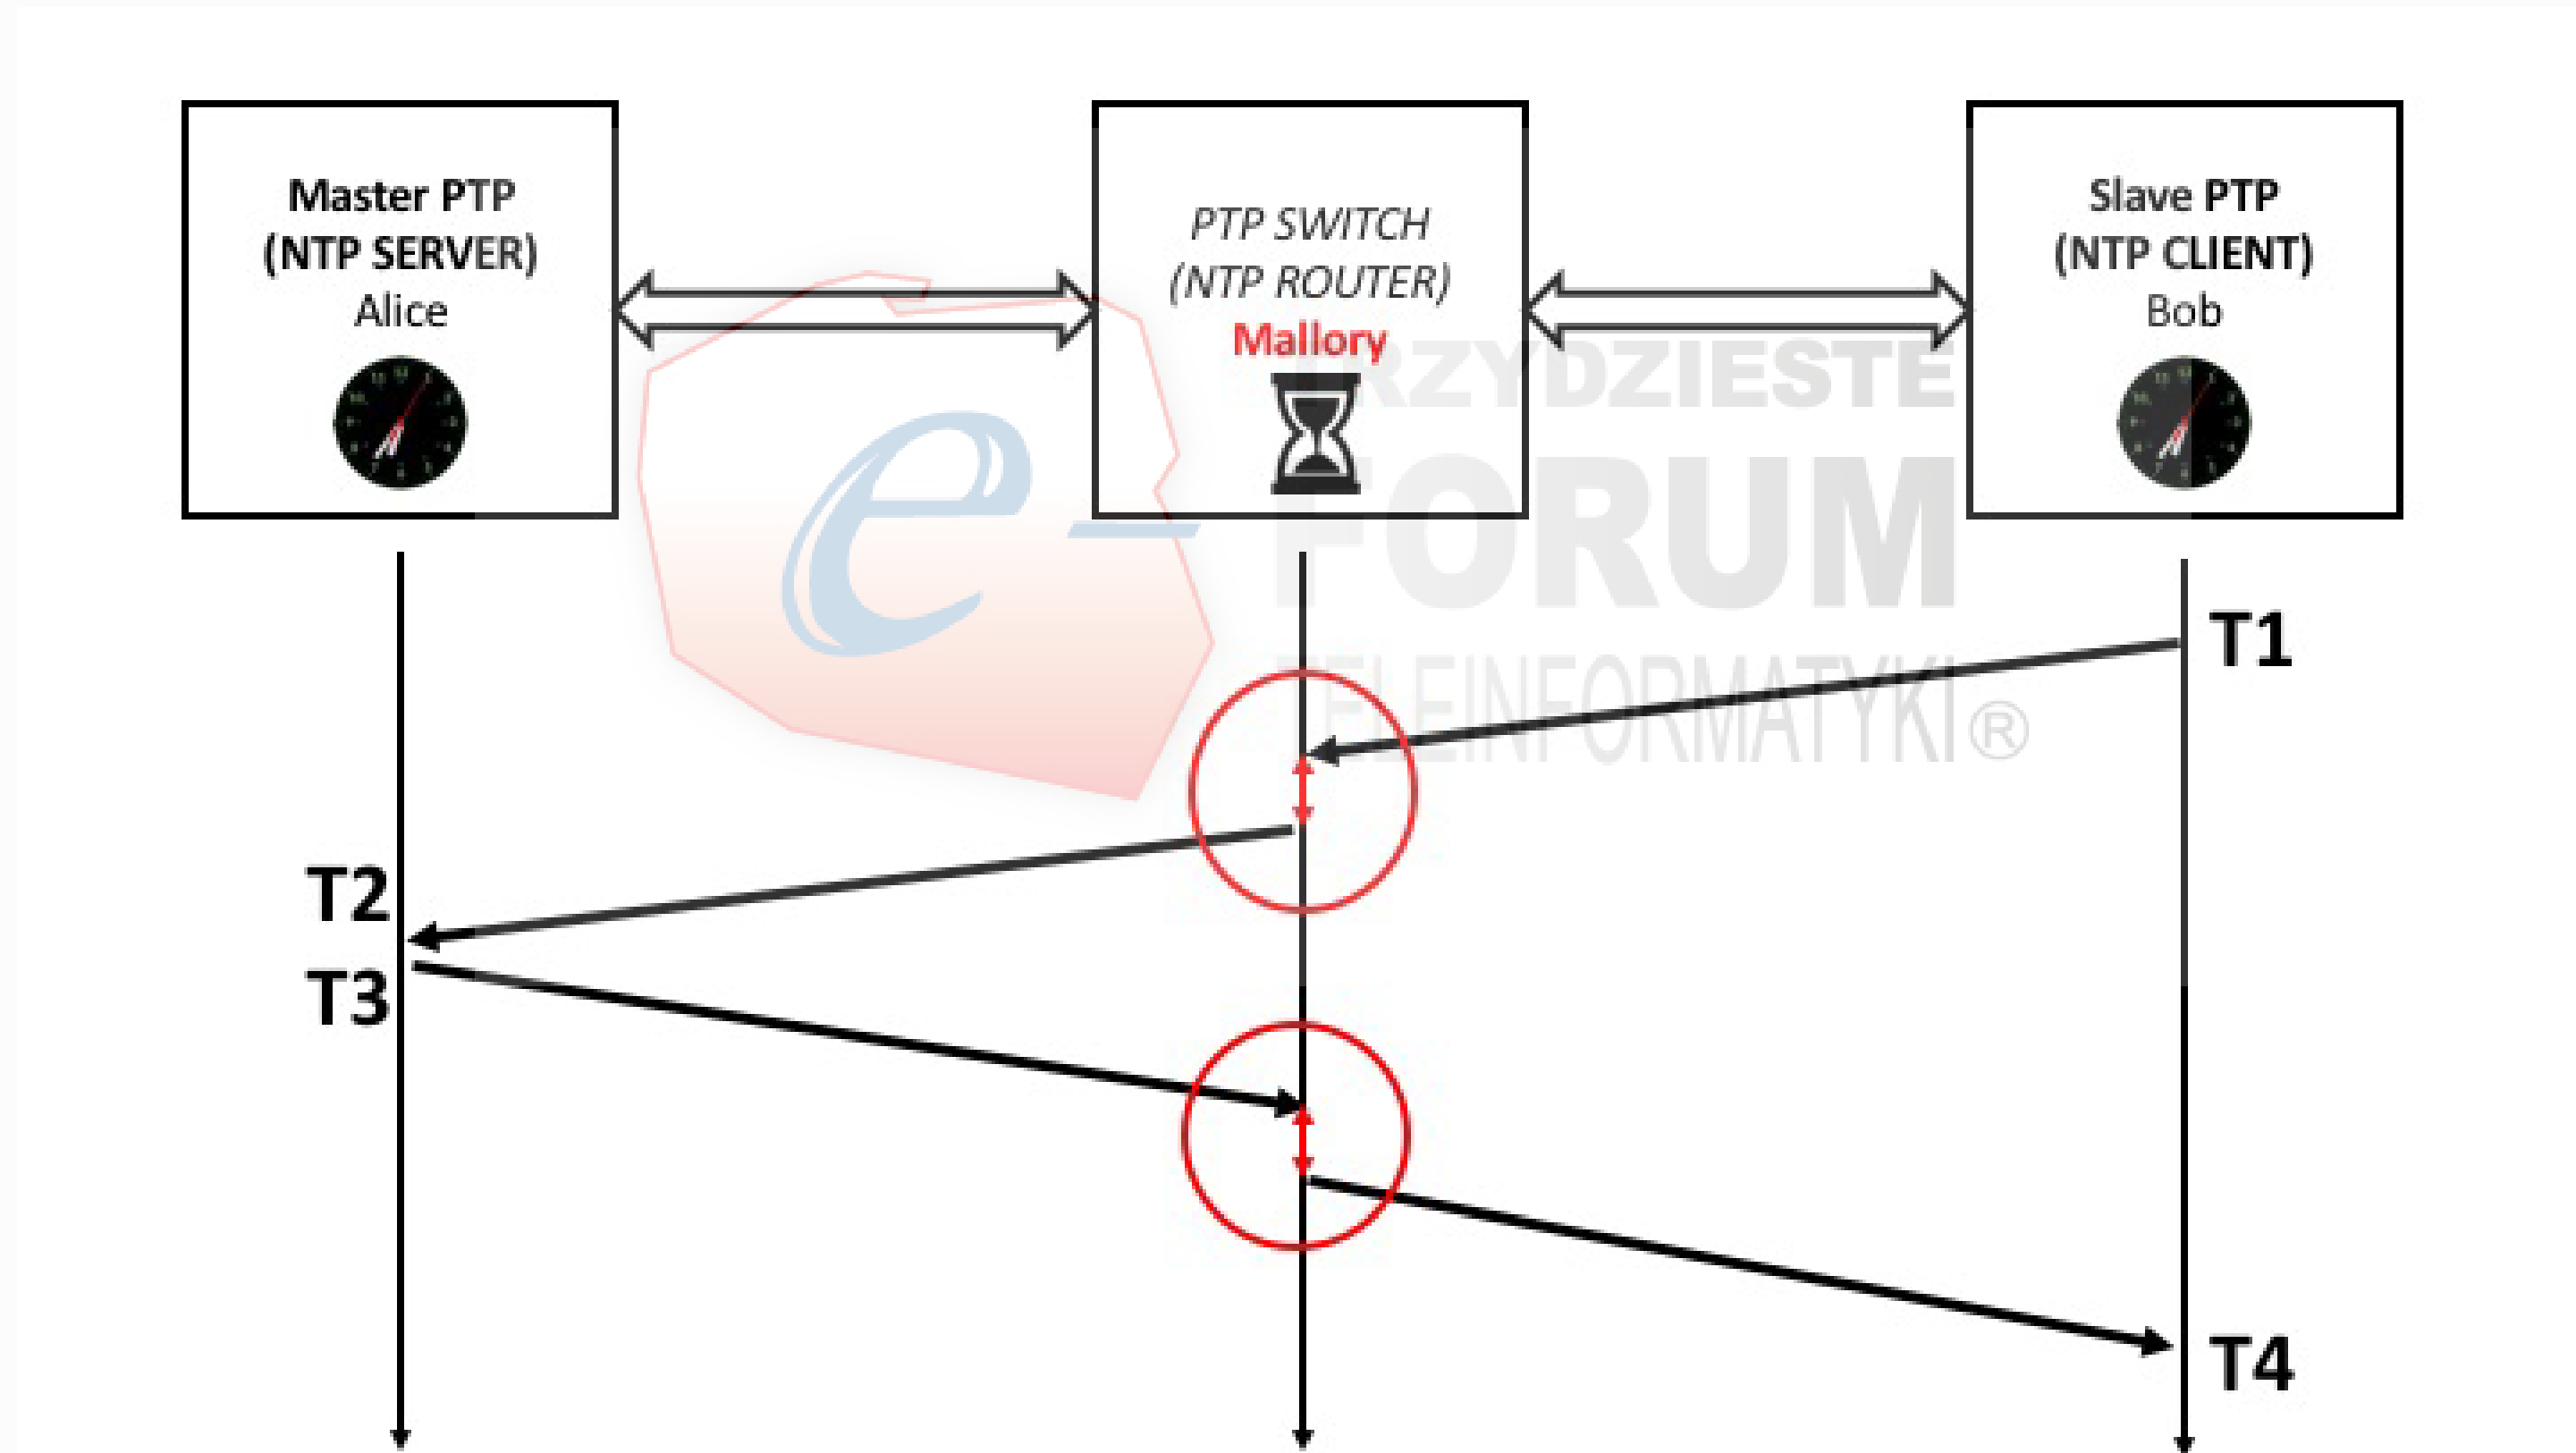 Master PTP
(NTP SERVER)
Alice
PTP SWITCH
(NTP ROUTER)
Mallory
Slave PTP
(NTP CLIENT)
Bob
e-
FORUM
TELEINFORMATYKI®
T1
T2
T3
T4